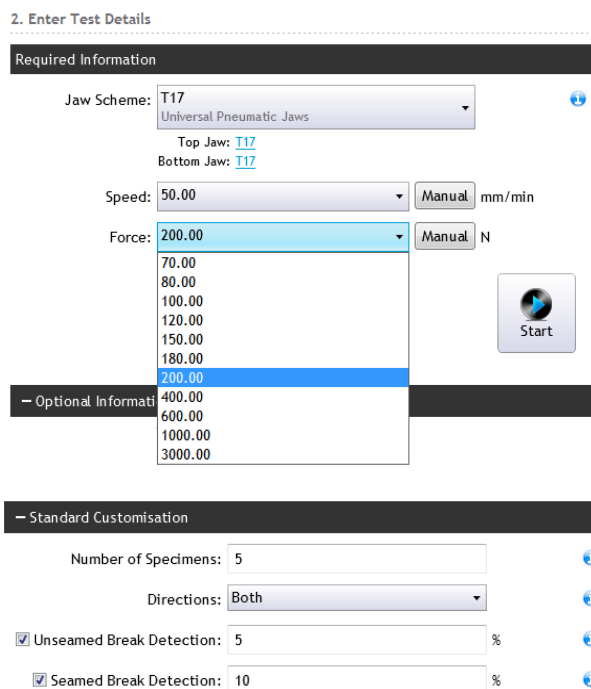 2. Enter Test Details
Required Information
Jaw Scheme: T17
Universal Pneumatic Jaws
Top Jaw: T17
Bottom Jaw: T17
Speed: 50.00 Manual mm/min
Force: 200.00 Manual N
70.00
80.00
100.00
120.00
150.00
180.00
200.00
400.00
600.00
1000.00
3000.00
Start
– Optional Informati
– Standard Customisation
Number of Specimens: 5
Directions: Both
Unseamed Break Detection: 5 %
Seamed Break Detection: 10 %